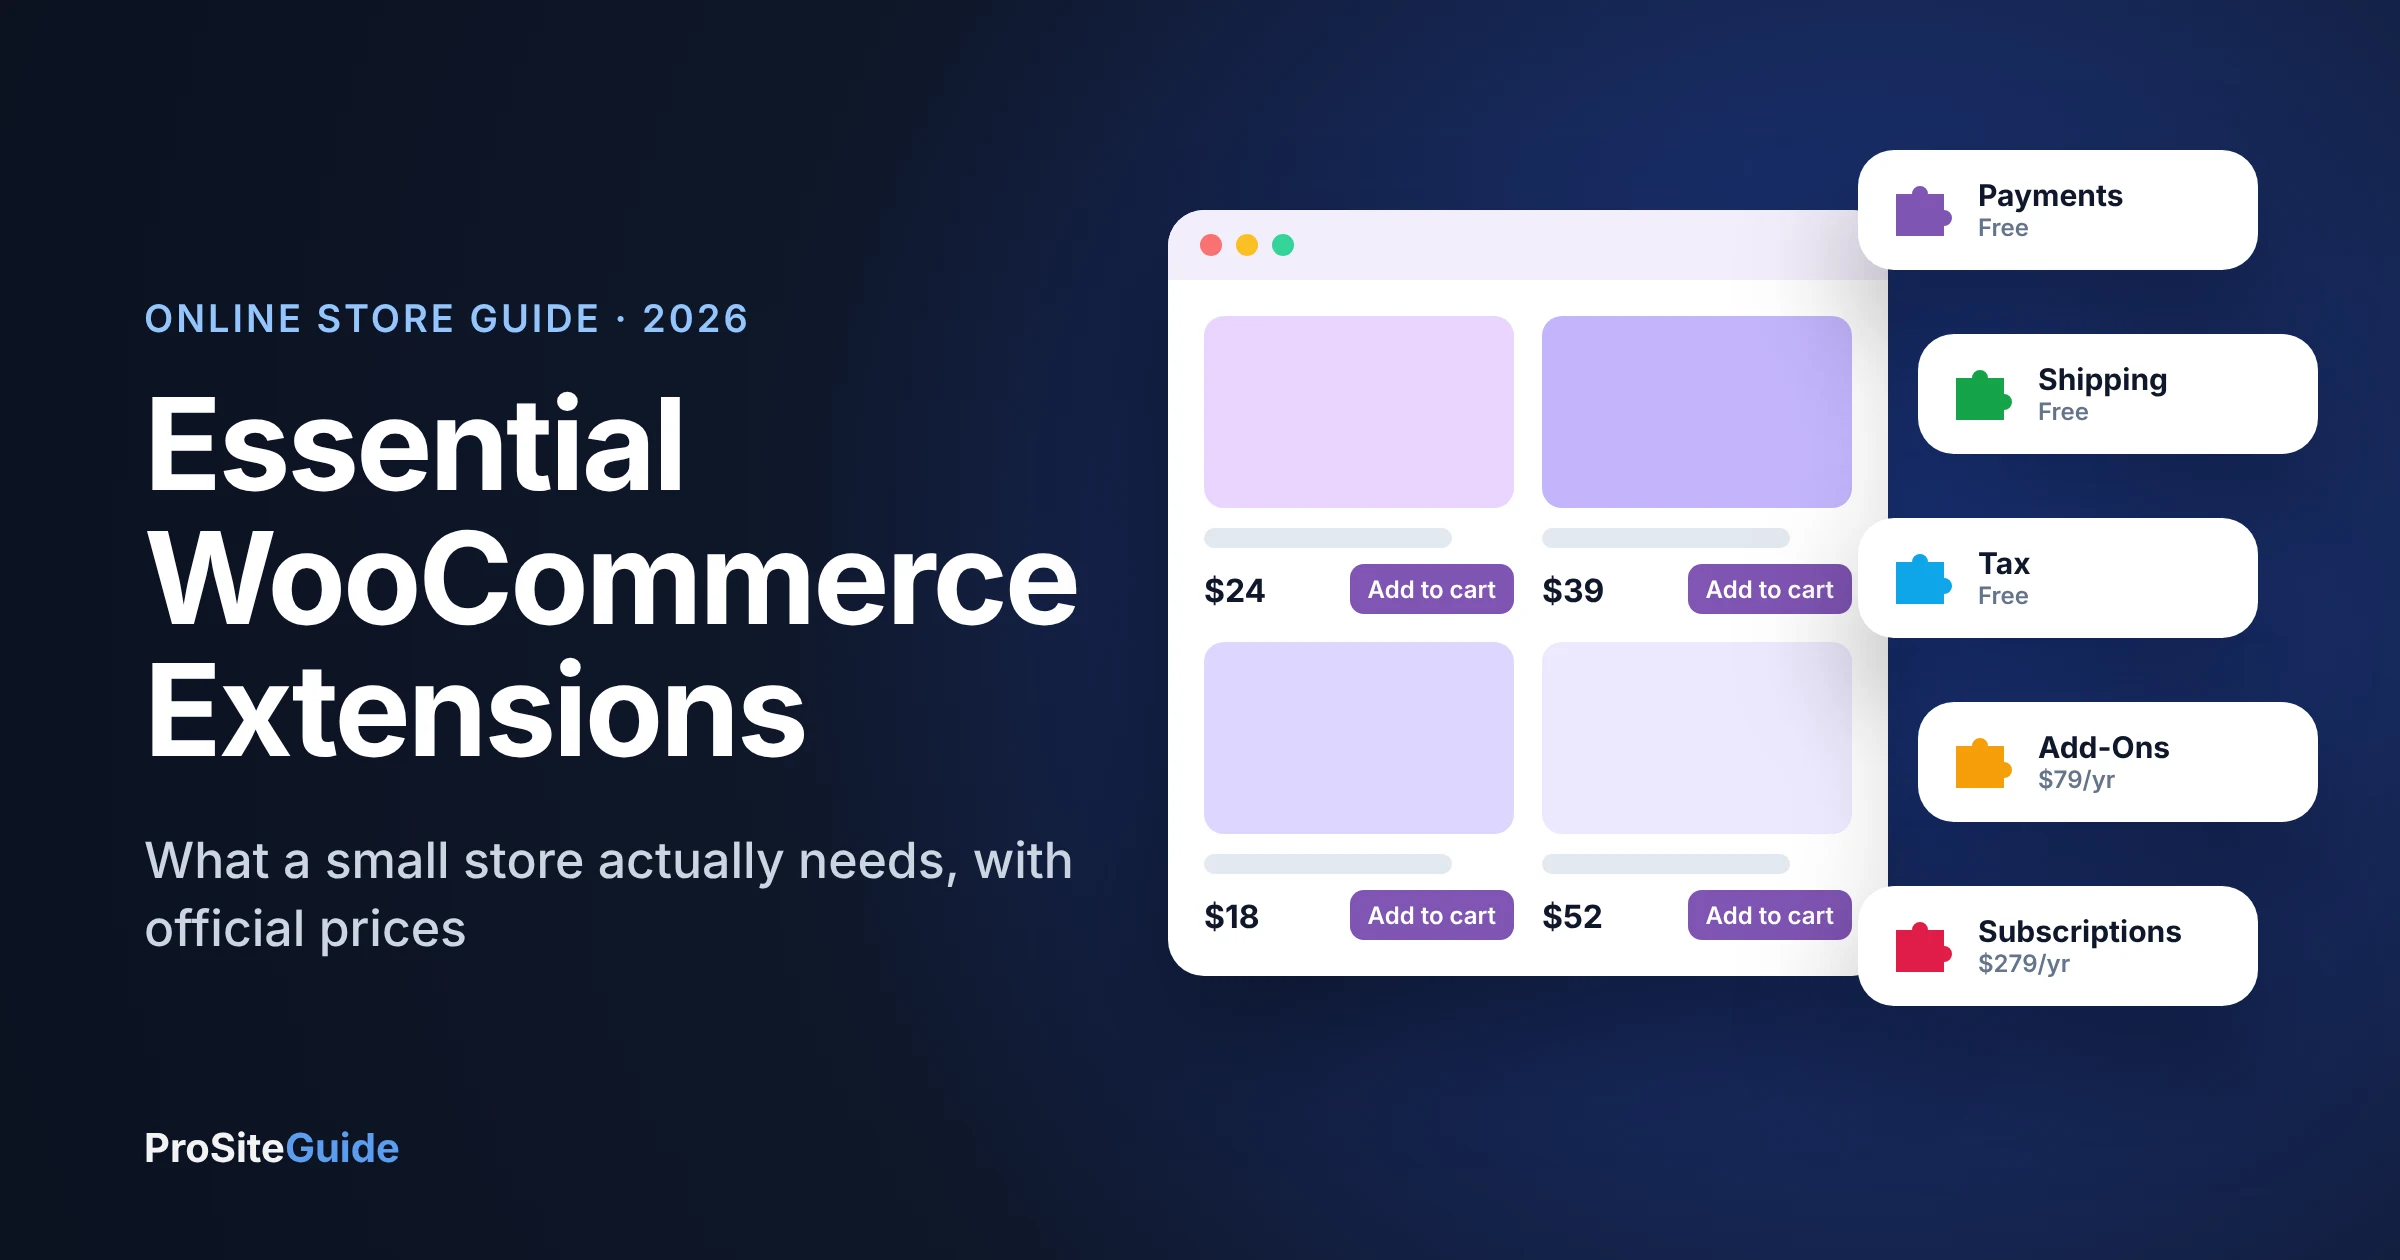 ONLINE STORE GUIDE · 2026
Essential
WooCommerce
Extensions
What a small store actually needs, with
official prices
ProSiteGuide
$24
Add to cart
$39
Add to cart
$18
Add to cart
$52
Add to cart
Payments
Free
Shipping
Free
Tax
Free
Add-Ons
$79/yr
Subscriptions
$279/yr